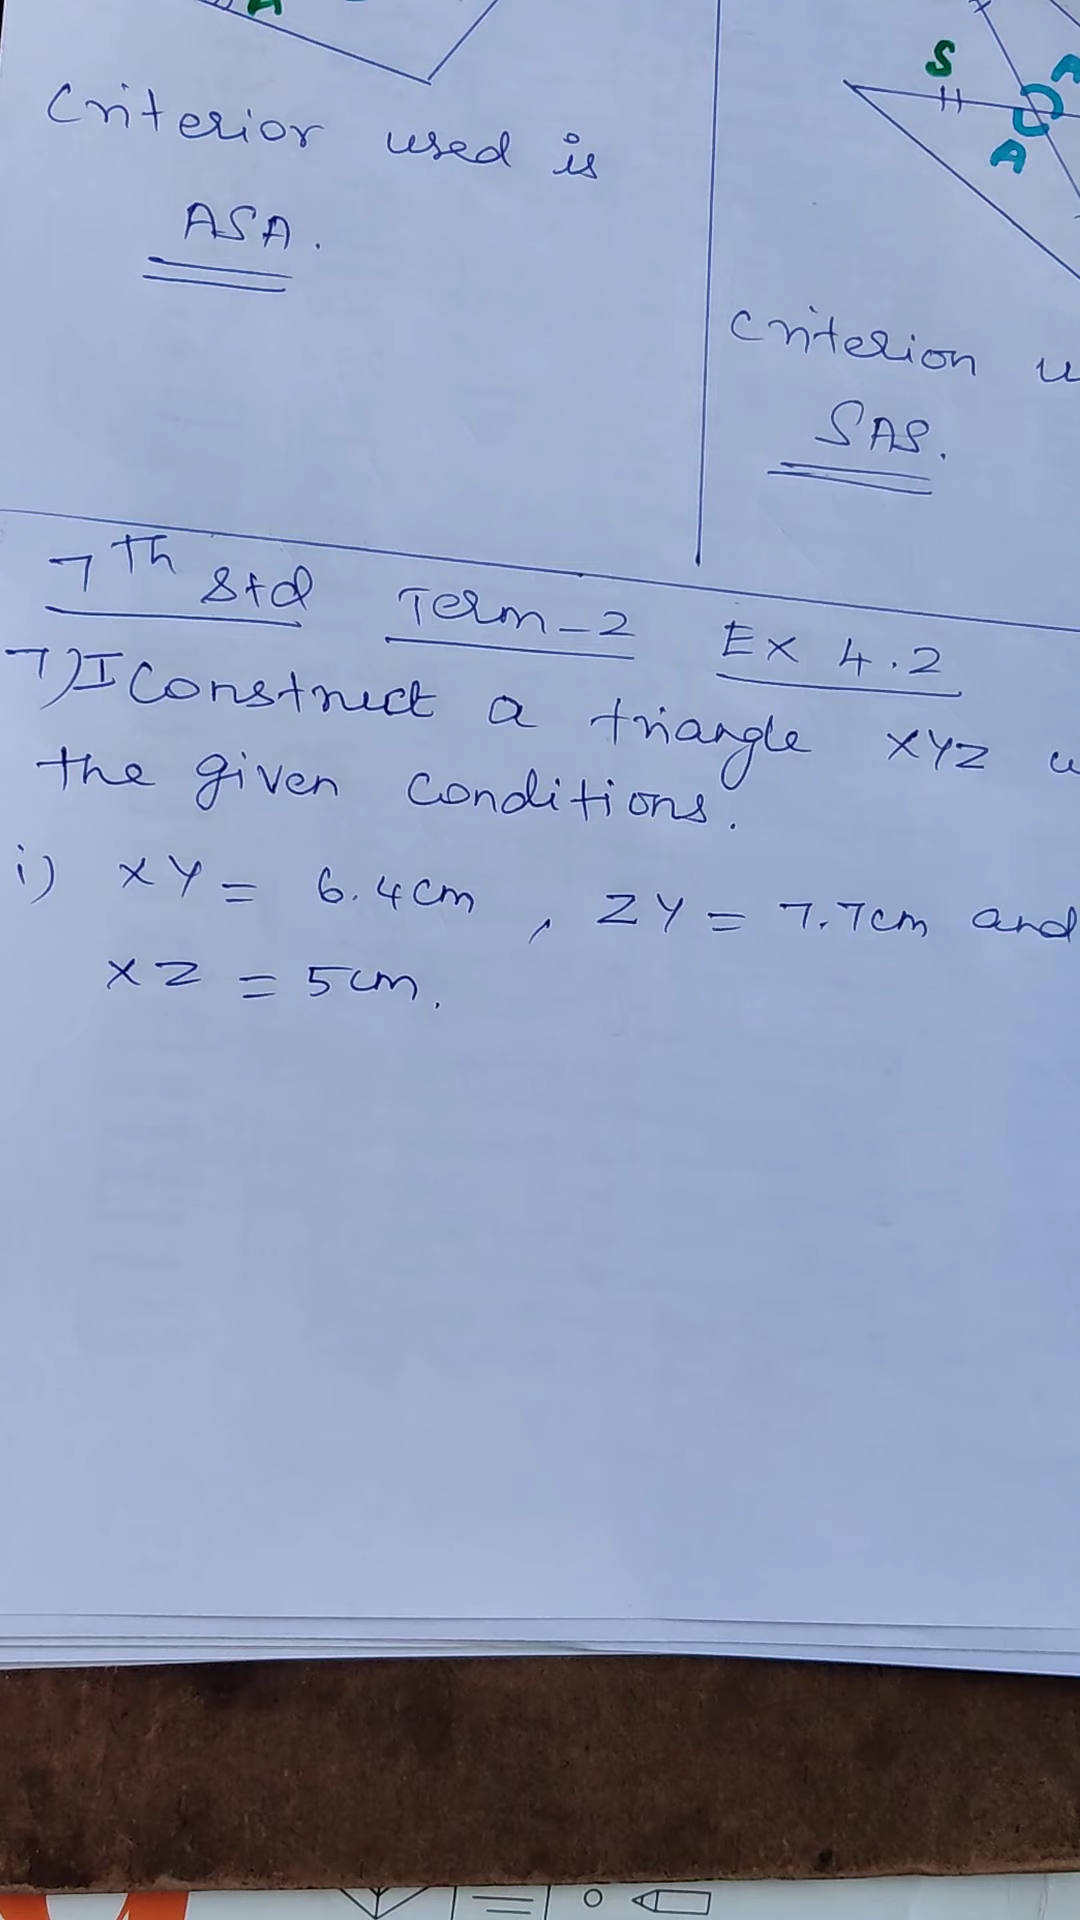 A
Criterior used is
ASA.
S
A
A
Criterion
SAS.
7th Std Term-2 Ex 4.2
7) I Construct a triangle XYZ
the given conditions.
i) XY = 6.4cm, ZY = 7.7cm and
XZ = 5cm.